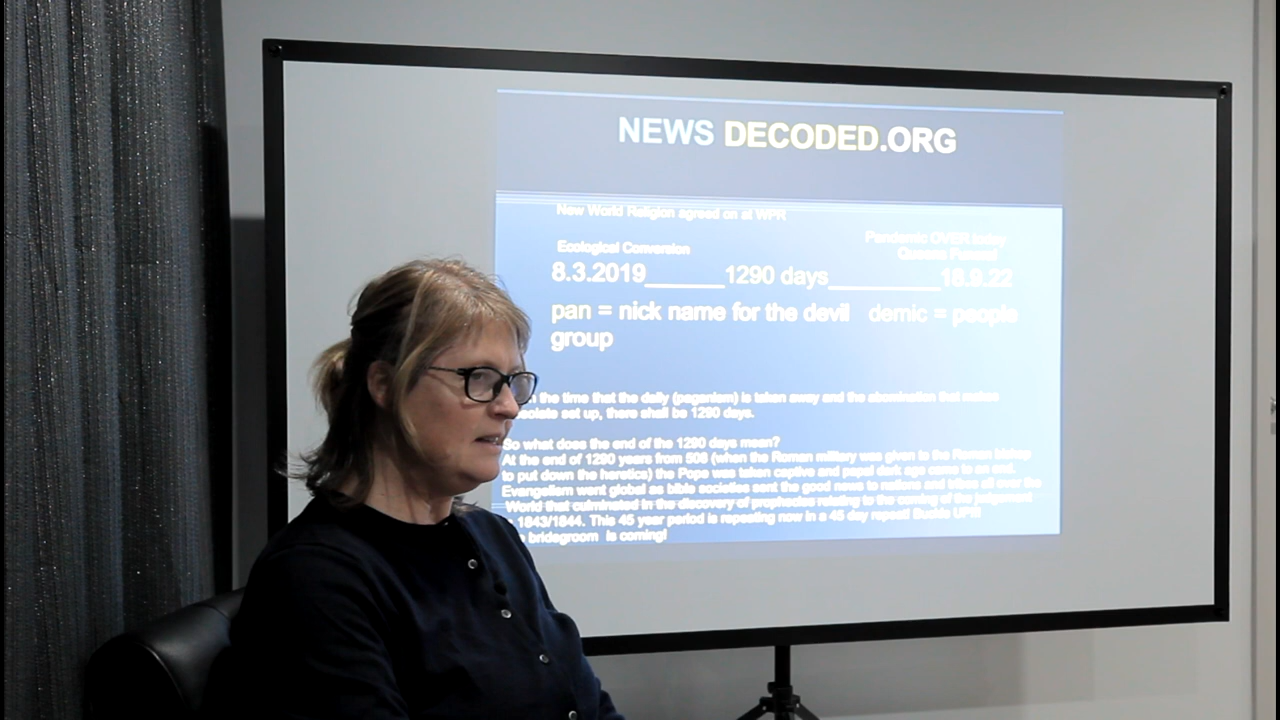 NEWS DECODED.ORG
New World Religion agreed on at WPR
Pandemic OVER today
Ecological Conversion
Queens Funeral
8.3.2019______1290 days_________18.9.22
pan = nick name for the devil demic = people
group
the time that the daily (paganism) is taken away and the abomination that makes
set up, there shall be 1290 days.
So what does the end of the 1290 days mean?
At the end of 1290 years from 508 (when the Roman military was given to the Roman bishop
to put down the heretics) the Pope was taken captive and papal dark age came to an end.
Evangelism went global as bible societies sent the good news to nations and tribes all over the
World that culminated in the discovery of prophecies relating to the coming of the judgement
1843/1844. This 45 year period is repeating now in a 45 day repeat! Buckle UP!!!
bridegroom is coming!